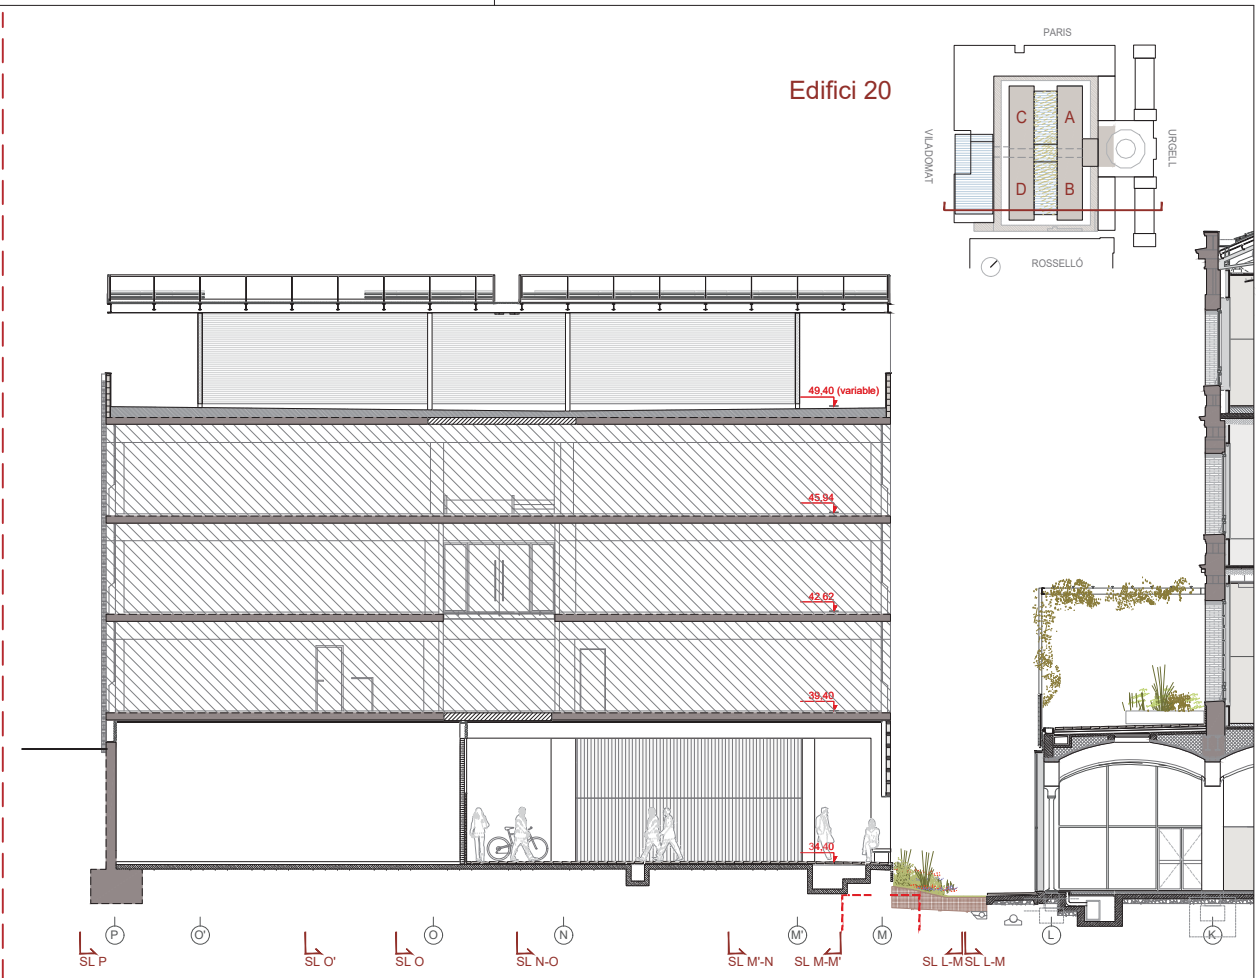 PARIS
Edifici 20
C
A
VILADOMAT
URGELL
D
B
ROSSELLÓ
49,40 (variable)
45,94
42,62
39,40
34,40
P
O'
O
N
M'
M
L
K
SL P
SL O'
SL O
SL N-O
SL M'-N
SL M-M'
SL L-M
SL L-M